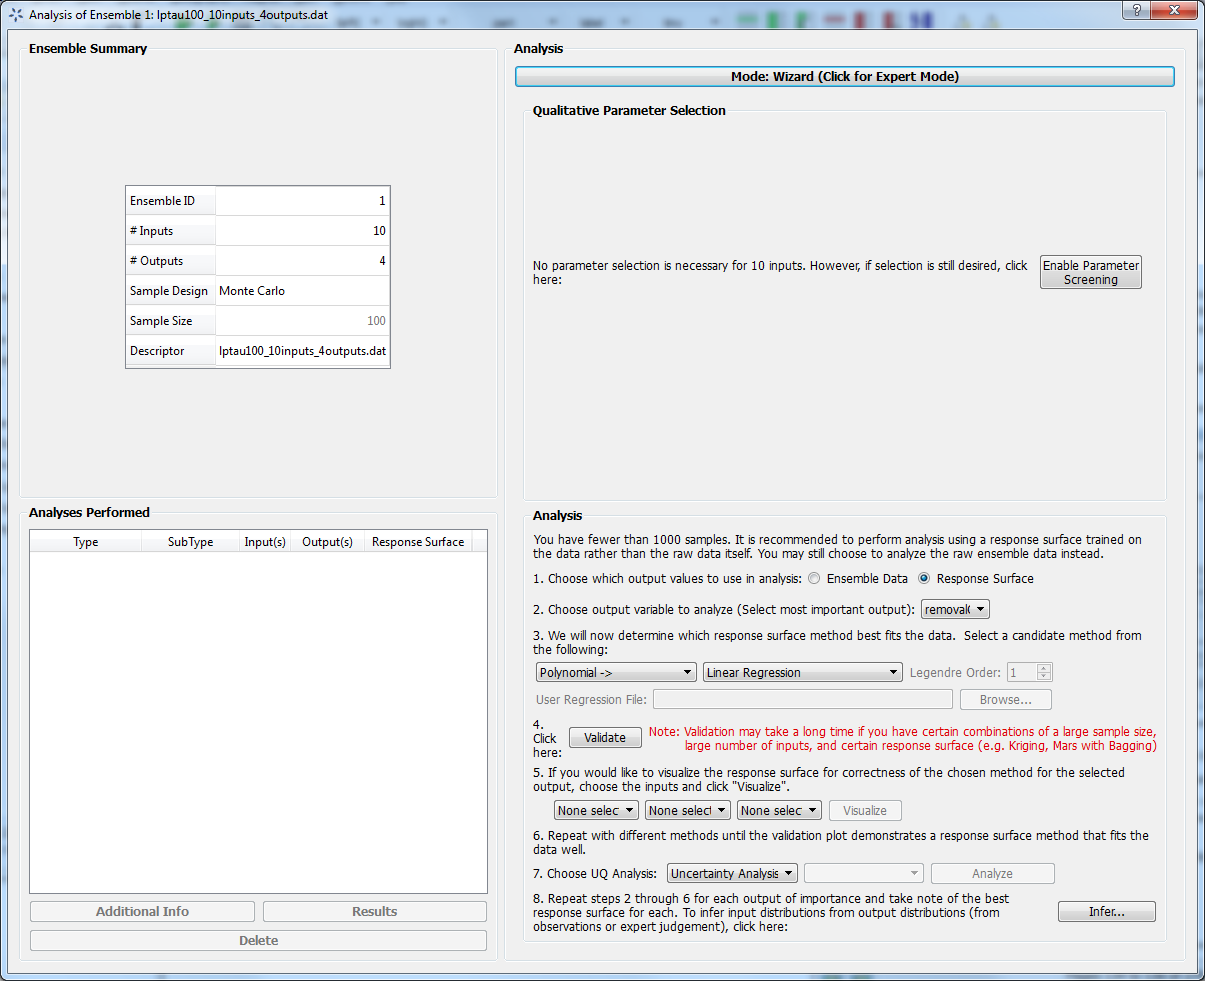 Analysis of Ensemble 1: lptau100_10inputs_4outputs.dat
Ensemble Summary
Ensemble ID 1
# Inputs 10
# Outputs 4
Sample Design Monte Carlo
Sample Size 100
Descriptor lptau100_10inputs_4outputs.dat
Analyses Performed
Type SubType Input(s) Output(s) Response Surface
Additional Info Results
Delete
Analysis
Mode: Wizard (Click for Expert Mode)
Qualitative Parameter Selection
No parameter selection is necessary for 10 inputs. However, if selection is still desired, click
here:
Enable Parameter
Screening
Analysis
You have fewer than 1000 samples. It is recommended to perform analysis using a response surface trained on
the data rather than the raw data itself. You may still choose to analyze the raw ensemble data instead.
1. Choose which output values to use in analysis: Ensemble Data Response Surface
2. Choose output variable to analyze (Select most important output):
3. We will now determine which response surface method best fits the data. Select a candidate method from
the following:
Polynomial -> Linear Regression Legendre Order: 1
User Regression File: Browse...
4.
Click
here:
Validate
Note: Validation may take a long time if you have certain combinations of a large sample size,
large number of inputs, and certain response surface (e.g. Kriging, Mars with Bagging)
5. If you would like to visualize the response surface for correctness of the chosen method for the selected
output, choose the inputs and click "Visualize".
None selec None select None selec Visualize
6. Repeat with different methods until the validation plot demonstrates a response surface method that fits the
data well.
7. Choose UQ Analysis: Uncertainty Analysis Analyze
8. Repeat steps 2 through 6 for each output of importance and take note of the best
response surface for each. To infer input distributions from output distributions (from
observations or expert judgement), click here:
Infer...